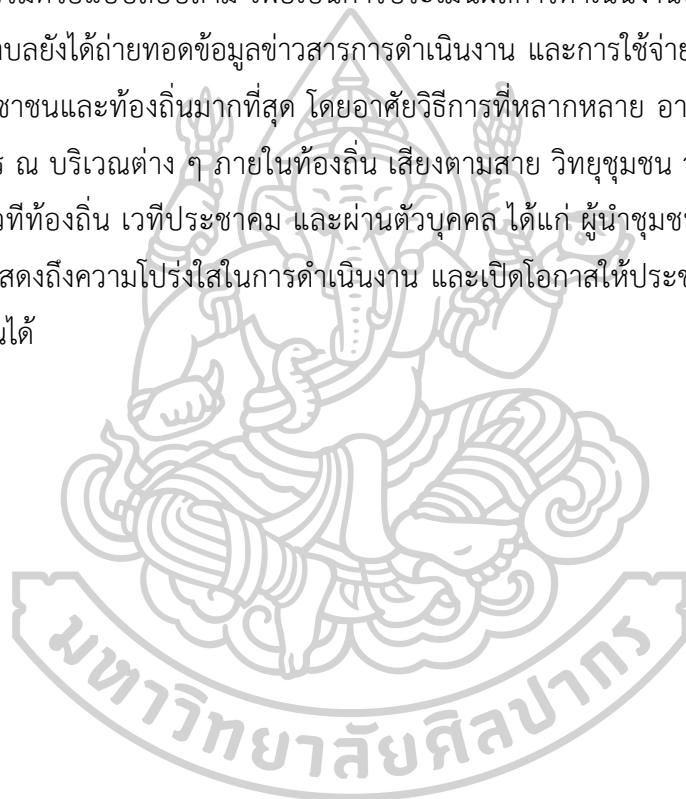 บลยังได้ถ่ายทอดข้อมูลข่าวสารการดำเนินงาน และการใช้จ่าย
ชาชนและท้องถิ่นมากที่สุด โดยอาศัยวิธีการที่หลากหลาย อา
ร ณ บริเวณต่าง ๆ ภายในท้องถิ่น เสียงตามสาย วิทยุชุมชน
วทีท้องถิ่น เวทีประชาคม และผ่านตัวบุคคล ได้แก่ ผู้นำชุมชน
สดงถึงความโปร่งใสในการดำเนินงาน และเปิดโอกาสให้ประช
นได้
มหาวิทยาลัยศิลปากร